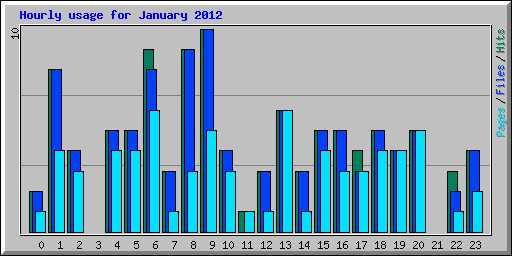 Hourly usage for January 2012
10
Pages/Files/Hits
0 1 2 3 4 5 6 7 8 9 10 11 12 13 14 15 16 17 18 19 20 21 22 23